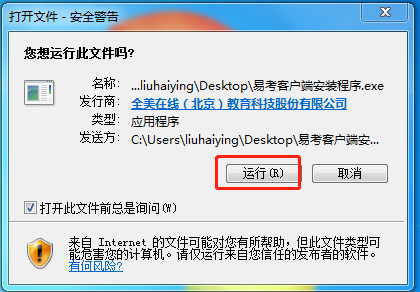 打开文件 - 安全警告
您想运行此文件吗?
名称: ...liuhaiying\Desktop\易考客户端安装程序.exe
发行商: 全美在线（北京）教育科技股份有限公司
类型: 应用程序
发送方: C:\Users\liuhaiying\Desktop\易考客户端安...
运行(R) 取消
打开此文件前总是询问(W)
来自 Internet 的文件可能对您有所帮助，但此文件类型可
能危害您的计算机。请仅运行来自您信任的发布者的软件。
有何风险?